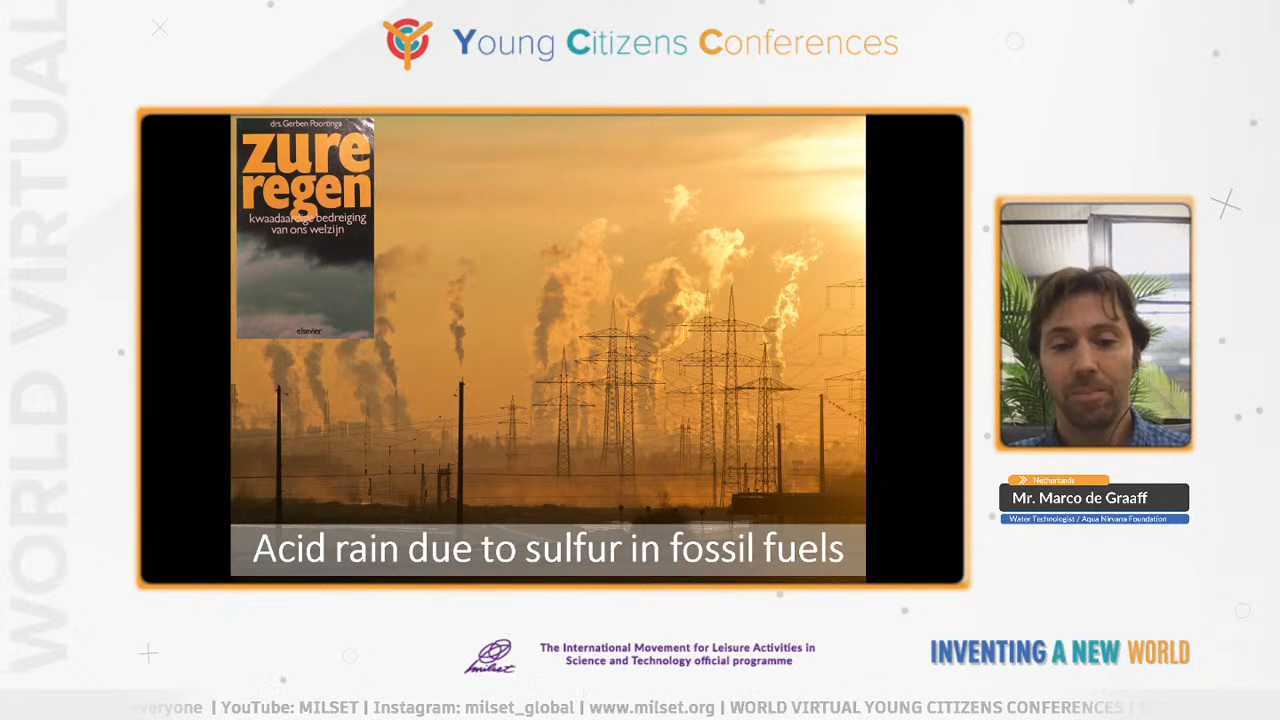 WORLD VIRTUAL
Young Citizens Conferences
drs. Gerben Poortinga
zure
regen
kwaadaardige bedreiging
van ons welzijn
elsevier
Acid rain due to sulfur in fossil fuels
Netherlands
Mr. Marco de Graaff
Water Technologist / Aqua Nirvana Foundation
milset
The International Movement for Leisure Activities in
Science and Technology official programme
INVENTING A NEW WORLD
everyone | YouTube: MILSET | Instagram: milset_global | www.milset.org | WORLD VIRTUAL YOUNG CITIZENS CONFERENCES |